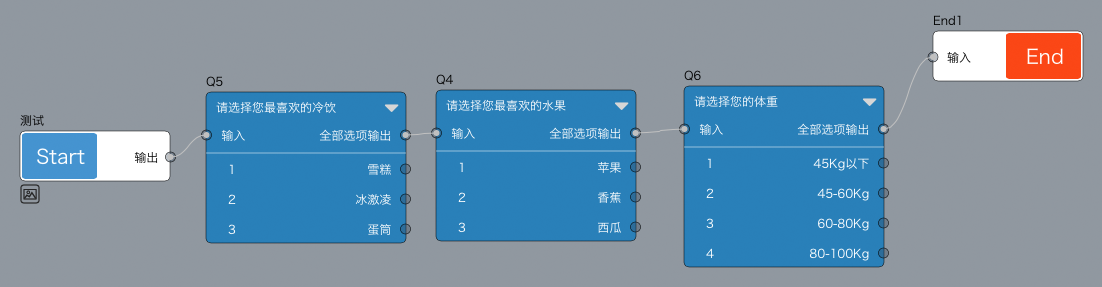 测试
Start 输出
Q5
请选择您最喜欢的冷饮
输入 全部选项输出
1 雪糕
2 冰激凌
3 蛋筒
Q4
请选择您最喜欢的水果
输入 全部选项输出
1 苹果
2 香蕉
3 西瓜
Q6
请选择您的体重
输入 全部选项输出
1 45Kg以下
2 45-60Kg
3 60-80Kg
4 80-100Kg
End1
输入 End